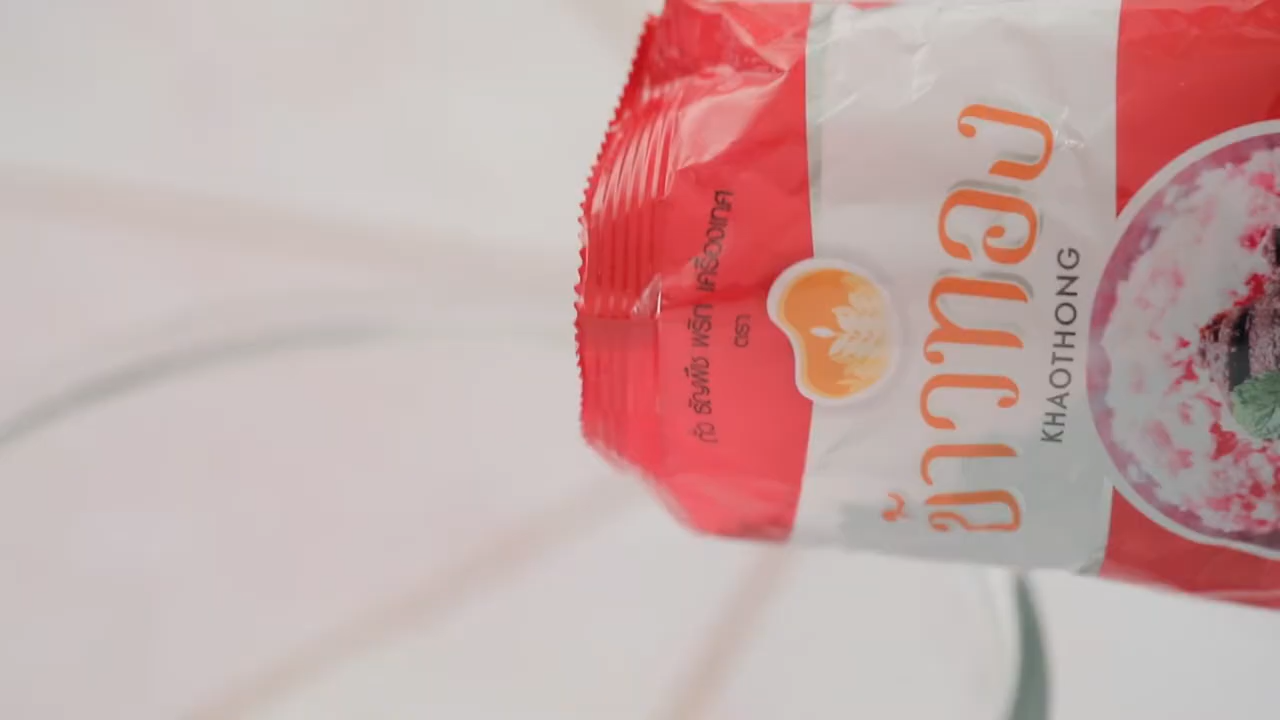 ถั่ว ธัญพืช พริก เครื่องเทศ
ตรา
ข้าวทอง
KHAOTHONG